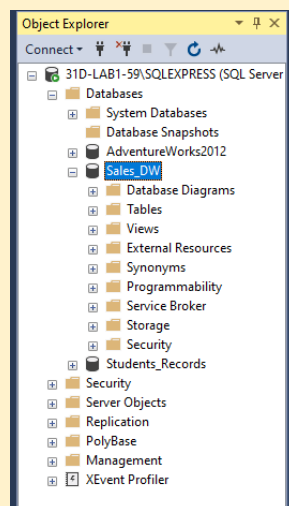 Object Explorer
Connect
31D-LAB1-59\SQLEXPRESS (SQL Server
Databases
System Databases
Database Snapshots
AdventureWorks2012
Sales_DW
Database Diagrams
Tables
Views
External Resources
Synonyms
Programmability
Service Broker
Storage
Security
Students_Records
Security
Server Objects
Replication
PolyBase
Management
XEvent Profiler